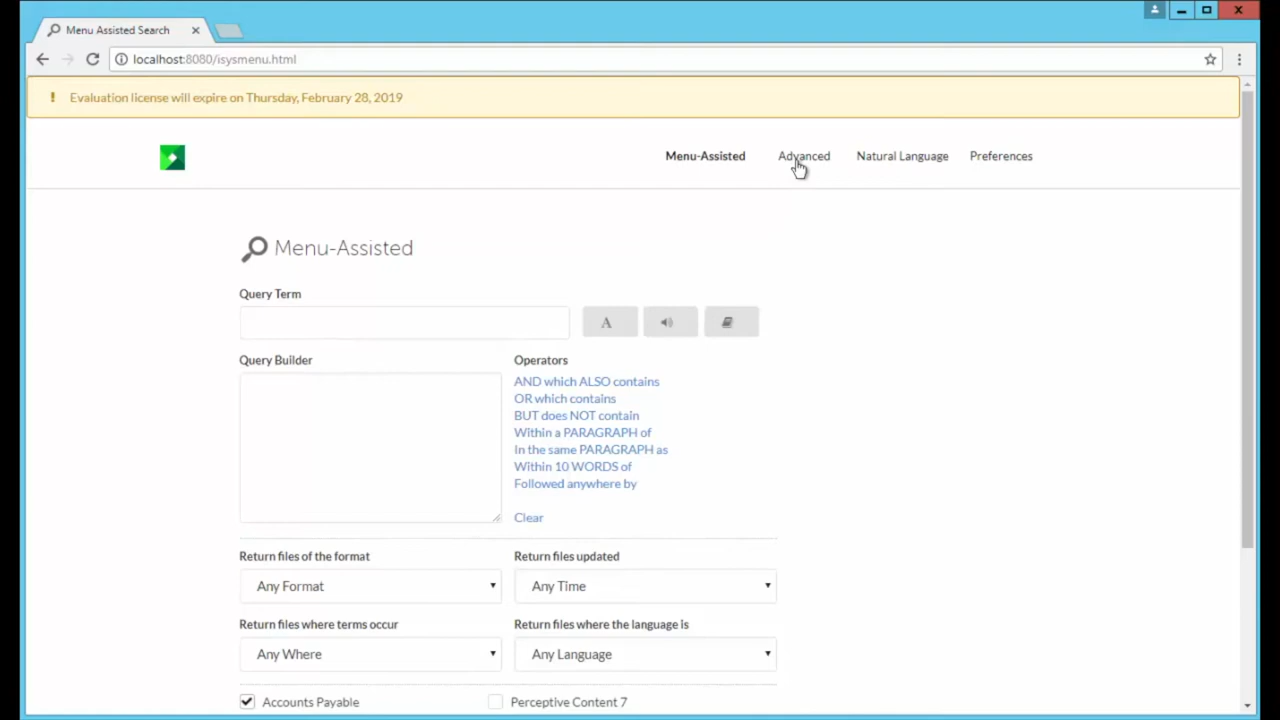 Menu Assisted Search
localhost:8080/isysmenu.html
! Evaluation license will expire on Thursday, February 28, 2019
Menu-Assisted Advanced Natural Language Preferences
Menu-Assisted
Query Term
A
Query Builder Operators
AND which ALSO contains
OR which contains
BUT does NOT contain
Within a PARAGRAPH of
In the same PARAGRAPH as
Within 10 WORDS of
Followed anywhere by
Clear
Return files of the format Return files updated
Any Format Any Time
Return files where terms occur Return files where the language is
Any Where Any Language
Accounts Payable Perceptive Content 7